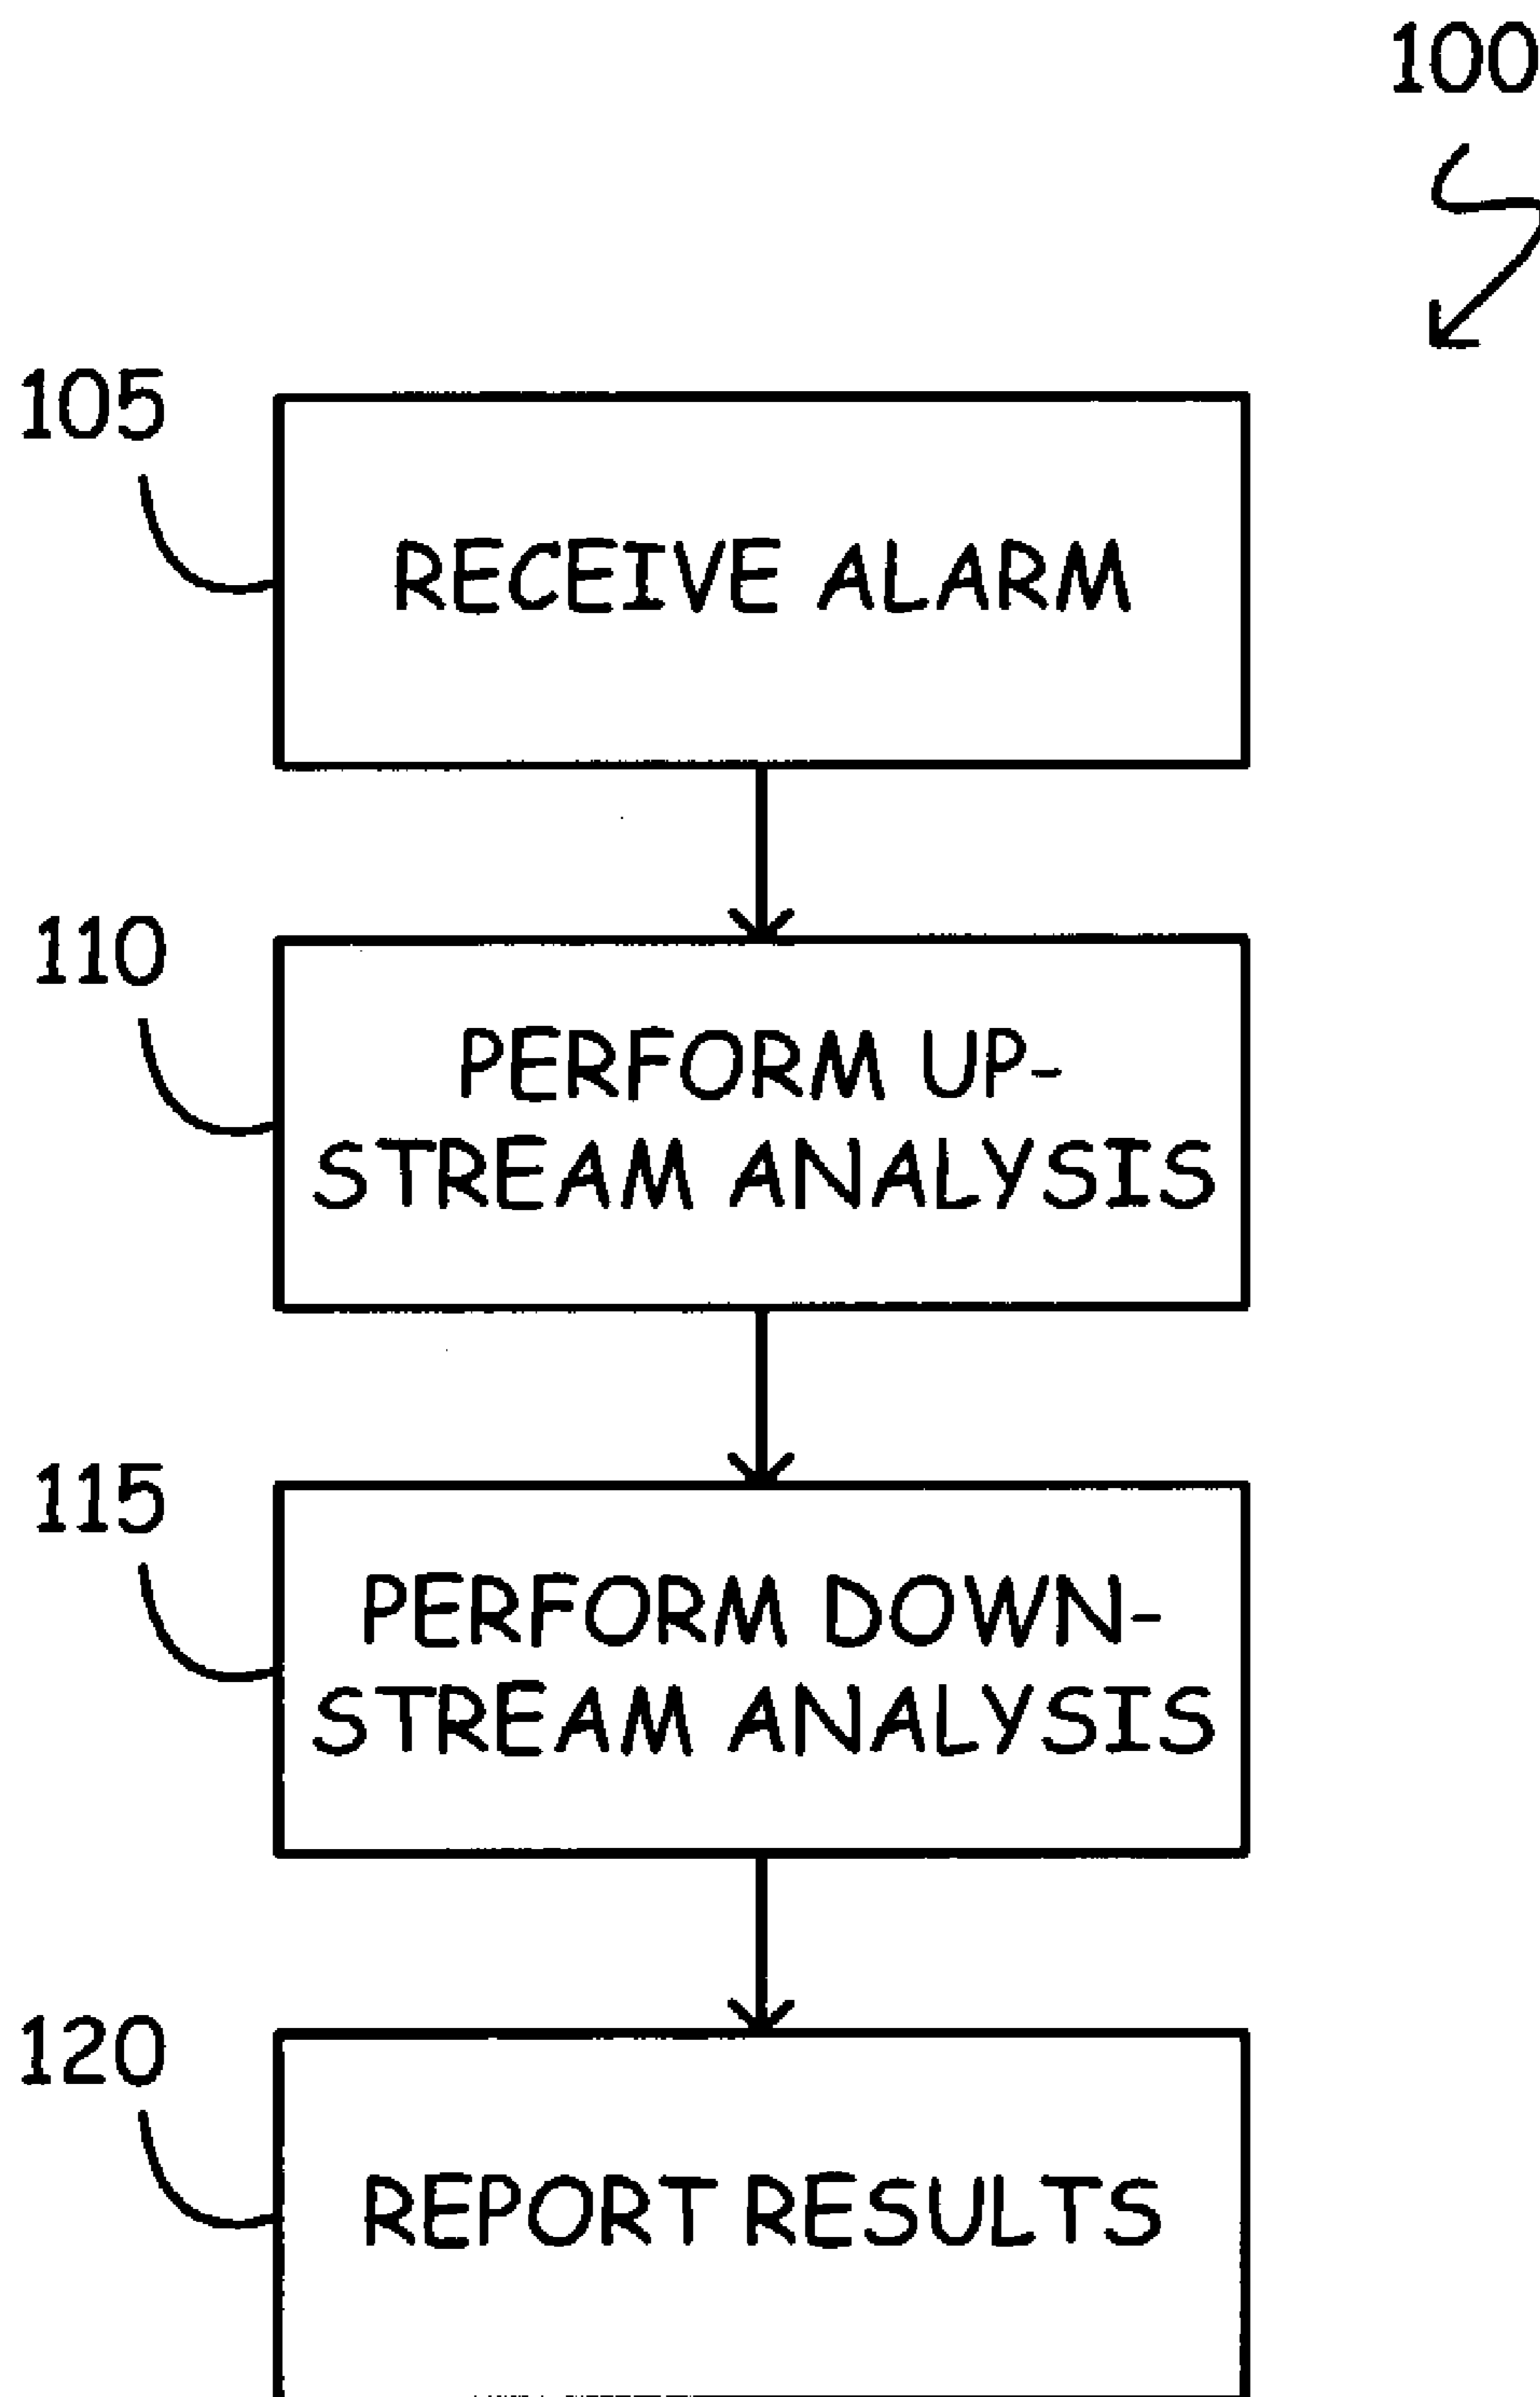 100
105
RECEIVE ALARM
110
PERFORM UP-
STREAM ANALYSIS
115
PERFORM DOWN-
STREAM ANALYSIS
120
REPORT RESULTS